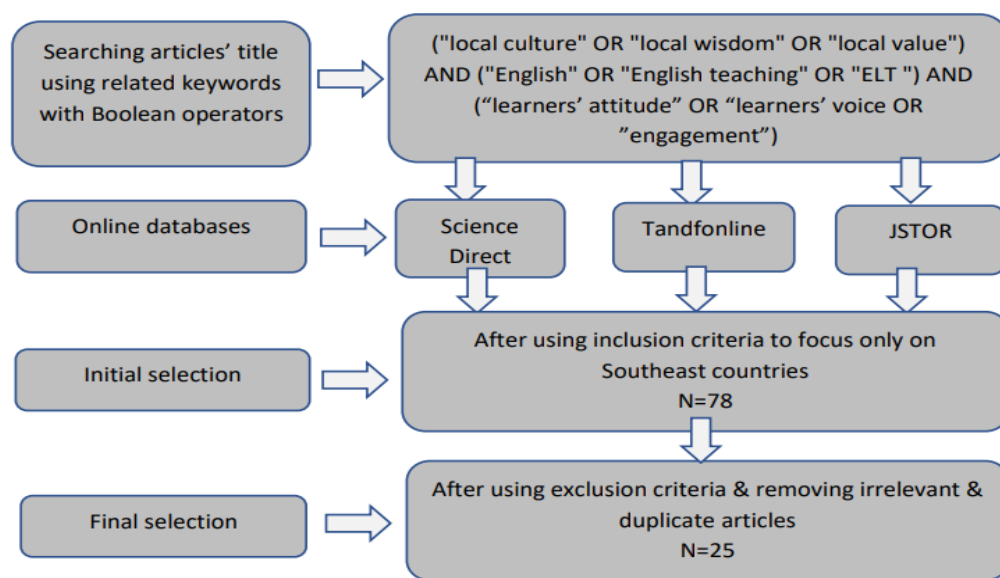 Searching articles’ title
using related keywords
with Boolean operators
("local culture" OR "local wisdom" OR "local value")
AND ("English" OR "English teaching" OR "ELT ") AND
(“learners’ attitude” OR “learners’ voice OR
”engagement”)
Online databases
Science
Direct
Tandfonline
JSTOR
Initial selection
After using inclusion criteria to focus only on
Southeast countries
N=78
Final selection
After using exclusion criteria & removing irrelevant &
duplicate articles
N=25